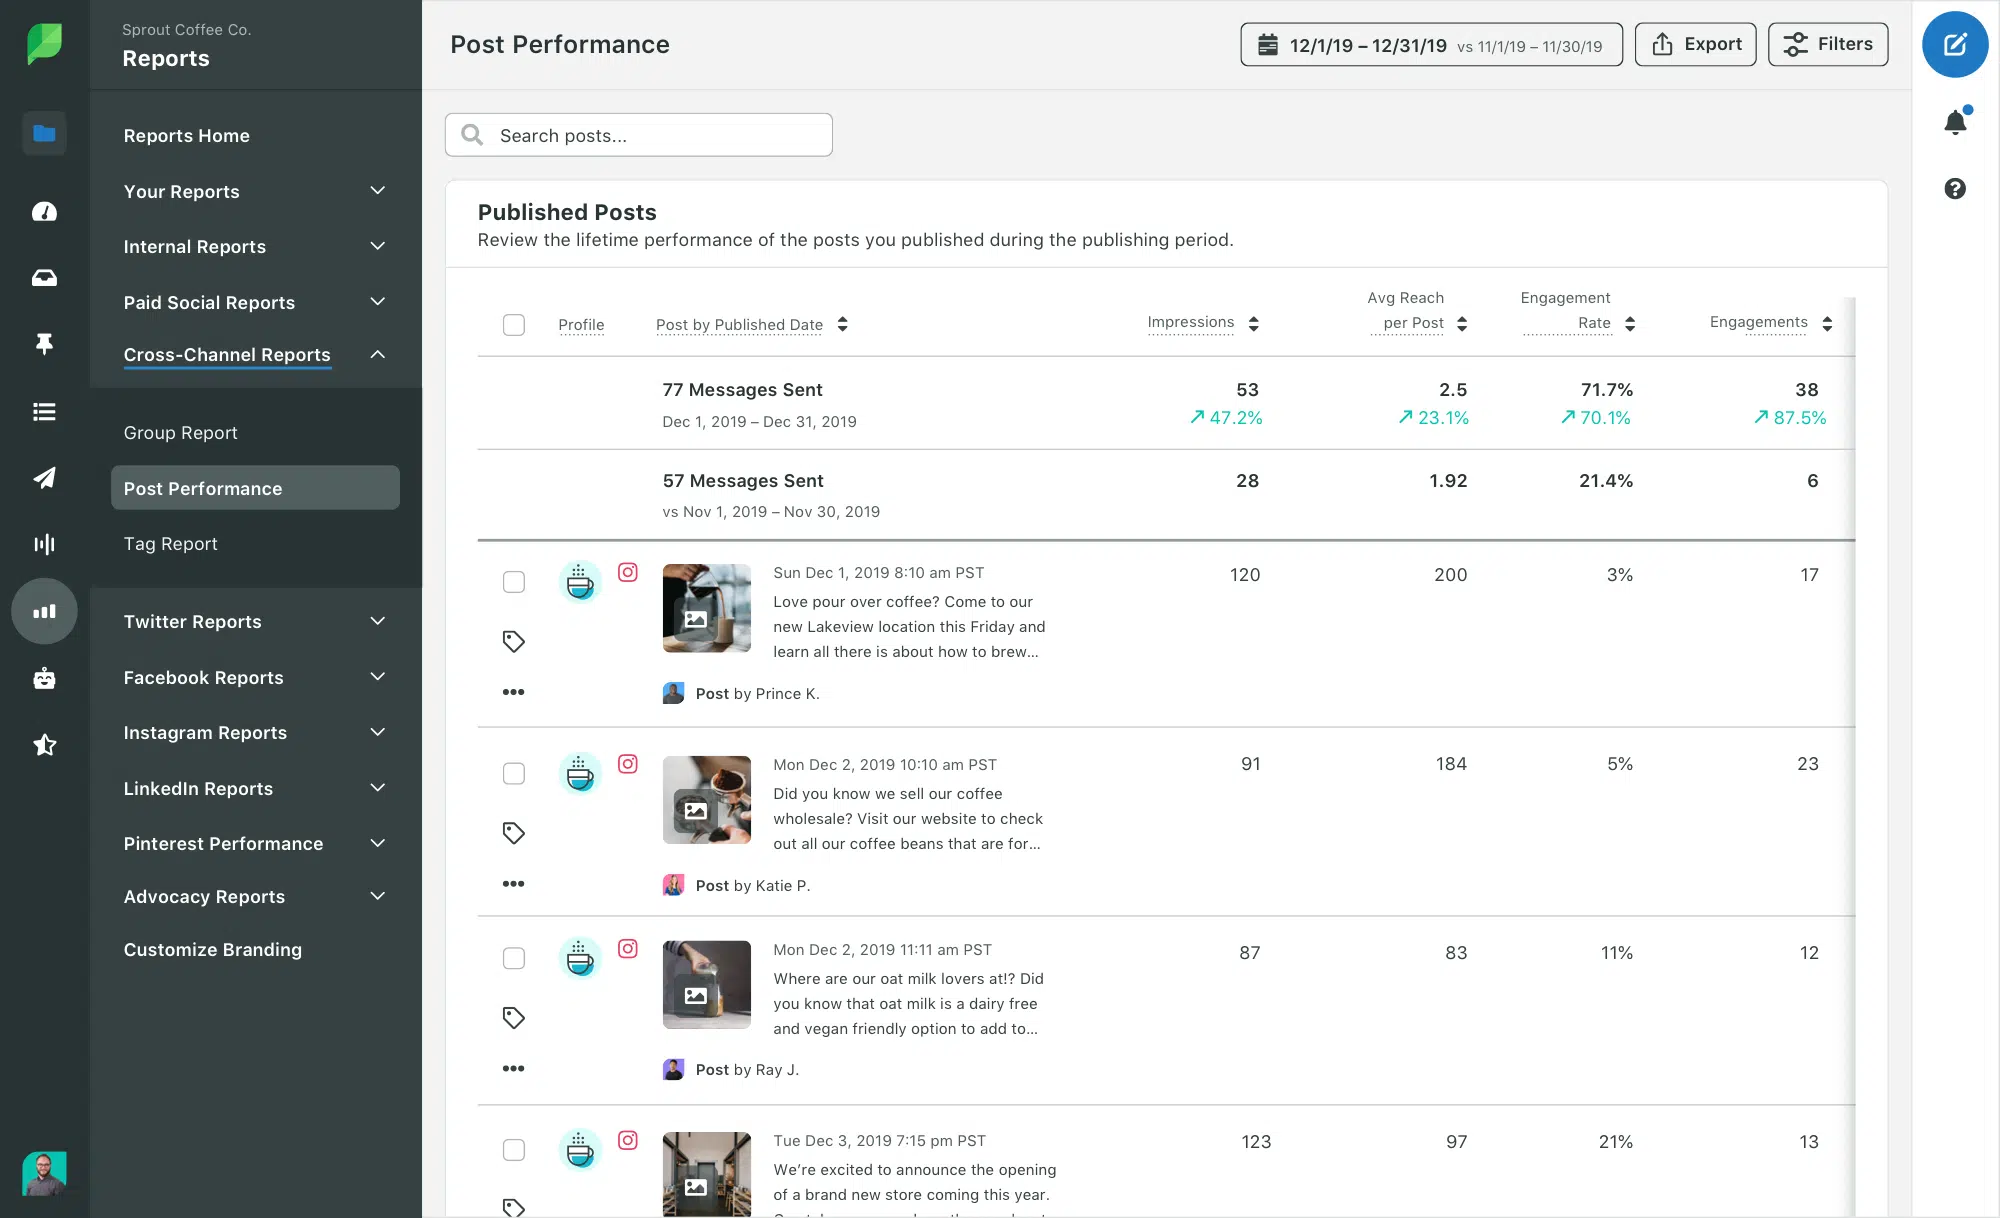 Sprout Coffee Co.
Reports
Reports Home
Your Reports
Internal Reports
Paid Social Reports
Cross-Channel Reports
Group Report
Post Performance
Tag Report
Twitter Reports
Facebook Reports
Instagram Reports
LinkedIn Reports
Pinterest Performance
Advocacy Reports
Customize Branding
Post Performance
12/1/19 – 12/31/19 vs 11/1/19 – 11/30/19
Export
Filters
Search posts...
Published Posts
Review the lifetime performance of the posts you published during the publishing period.
Profile
Post by Published Date
Impressions
Avg Reach
per Post
Engagement
Rate
Engagements
77 Messages Sent 53 2.5 71.7% 38
Dec 1, 2019 – Dec 31, 2019 47.2% 23.1% 70.1% 87.5%
57 Messages Sent 28 1.92 21.4% 6
vs Nov 1, 2019 – Nov 30, 2019
Sun Dec 1, 2019 8:10 am PST 120 200 3% 17
Love pour over coffee? Come to our
new Lakeview location this Friday and
learn all there is about how to brew...
Post by Prince K.
Mon Dec 2, 2019 10:10 am PST 91 184 5% 23
Did you know we sell our coffee
wholesale? Visit our website to check
out all our coffee beans that are for...
Post by Katie P.
Mon Dec 2, 2019 11:11 am PST 87 83 11% 12
Where are our oat milk lovers at!? Did
you know that oat milk is a dairy free
and vegan friendly option to add to...
Post by Ray J.
Tue Dec 3, 2019 7:15 pm PST 123 97 21% 13
We're excited to announce the opening
of a brand new store coming this year.